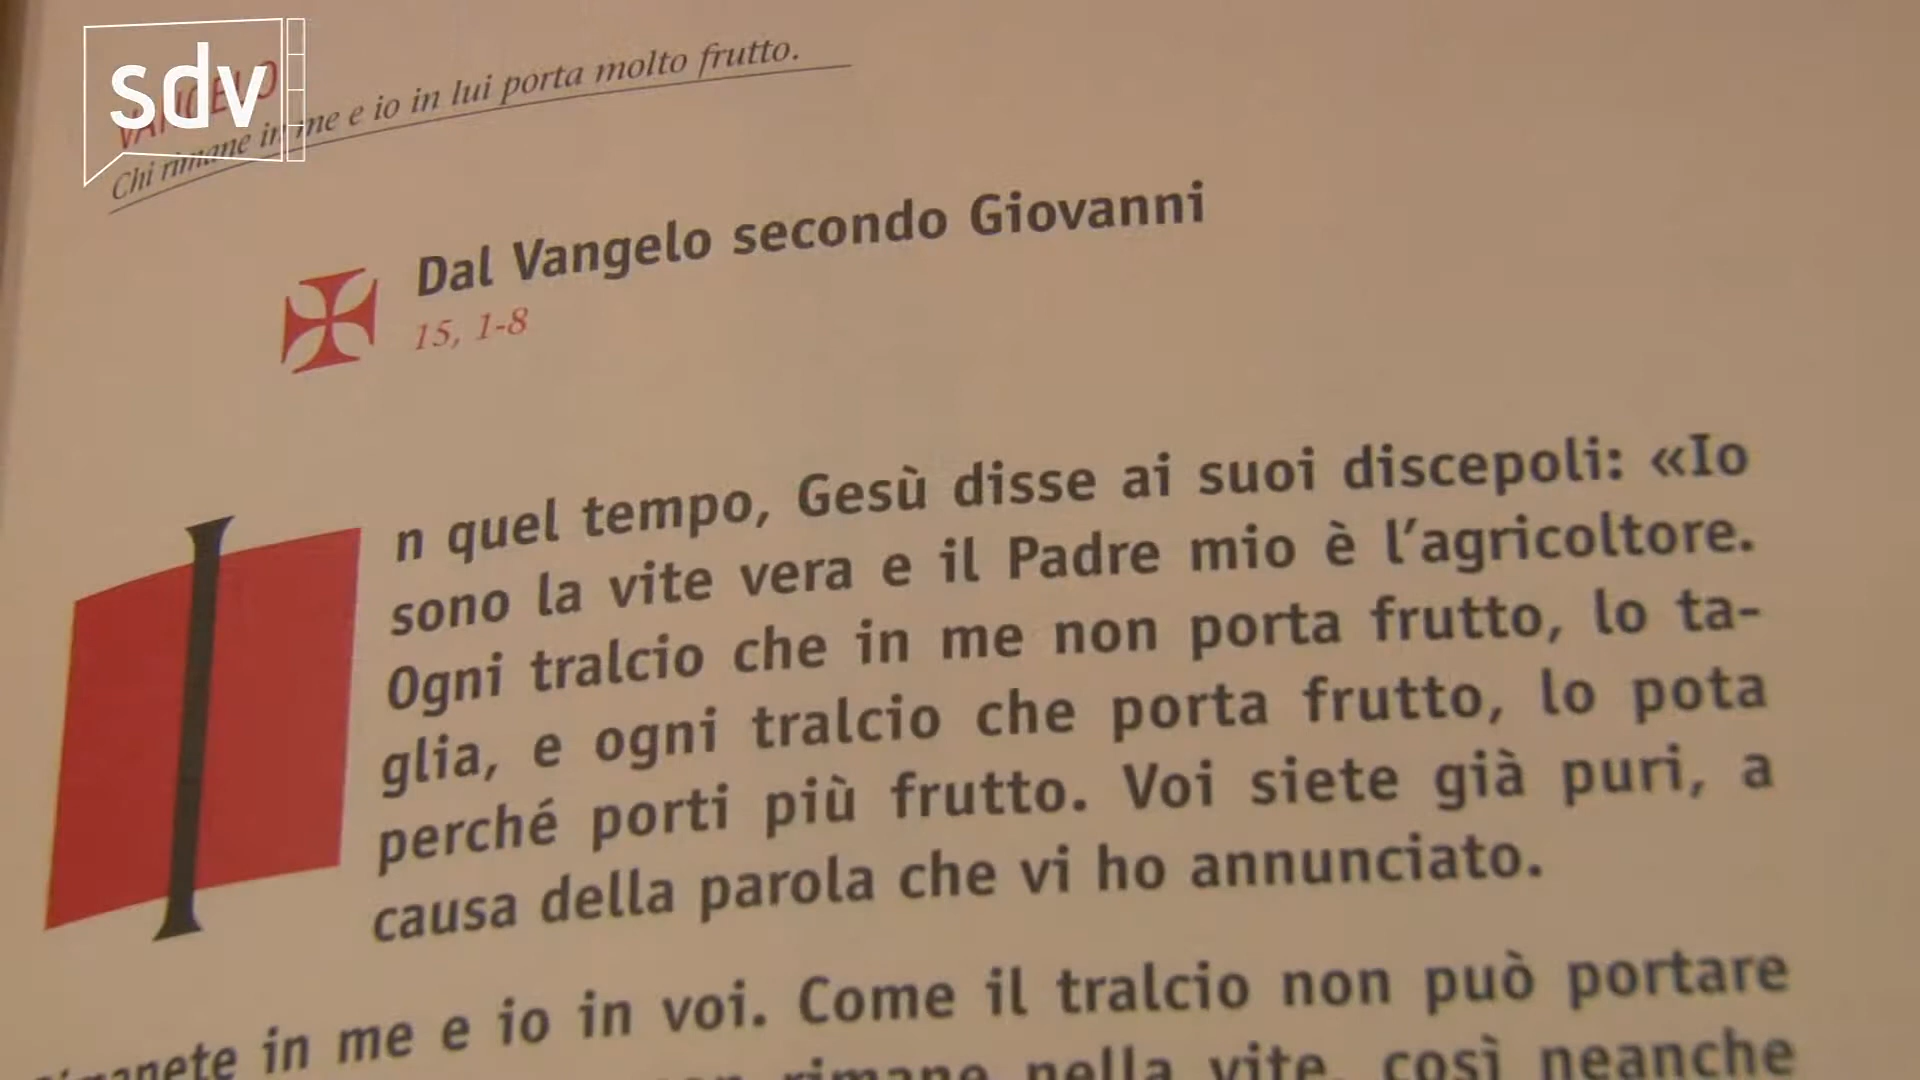 sdv
VANGELO
Chi rimane in me e io in lui porta molto frutto.
Dal Vangelo secondo Giovanni
15, 1-8
In quel tempo, Gesù disse ai suoi discepoli: «Io
sono la vite vera e il Padre mio è l’agricoltore.
Ogni tralcio che in me non porta frutto, lo ta-
glia, e ogni tralcio che porta frutto, lo pota
perché porti più frutto. Voi siete già puri, a
causa della parola che vi ho annunciato.
Rimanete in me e io in voi. Come il tralcio non può portare
rimane nella vite, così neanche